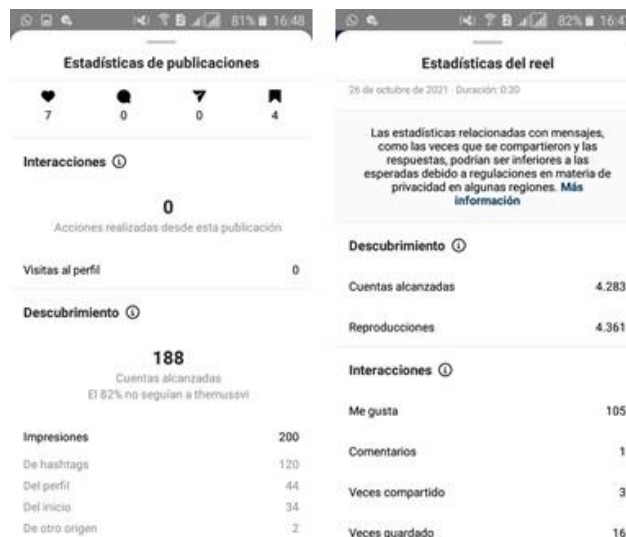 81% 16:48
Estadísticas de publicaciones
7 0 0 4
Interacciones
0
Acciones realizadas desde esta publicación
Visitas al perfil 0
Descubrimiento
188
Cuentas alcanzadas
El 82% no seguían a themussvi
Impresiones 200
De hashtags 120
Del perfil 44
Del inicio 34
De otro origen 2
82% 16:47
Estadísticas del reel
26 de octubre de 2021 · Duración: 0:30
Las estadísticas relacionadas con mensajes,
como las veces que se compartieron y las
respuestas, podrían ser inferiores a las
esperadas debido a regulaciones en materia de
privacidad en algunas regiones. Más
información
Descubrimiento
Cuentas alcanzadas 4.283
Reproducciones 4.361
Interacciones
Me gusta 105
Comentarios 1
Veces compartido 3
Veces guardado 16